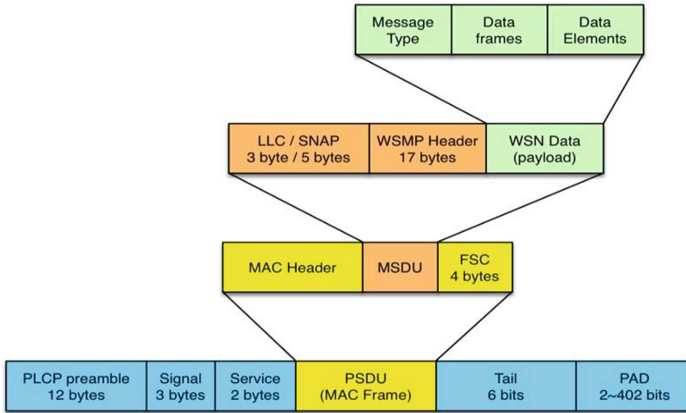 Message
Type
Data
frames
Data
Elements
LLC / SNAP
3 byte / 5 bytes
WSMP Header
17 bytes
WSN Data
(payload)
MAC Header
MSDU
FSC
4 bytes
PLCP preamble
12 bytes
Signal
3 bytes
Service
2 bytes
PSDU
(MAC Frame)
Tail
6 bits
PAD
2~402 bits